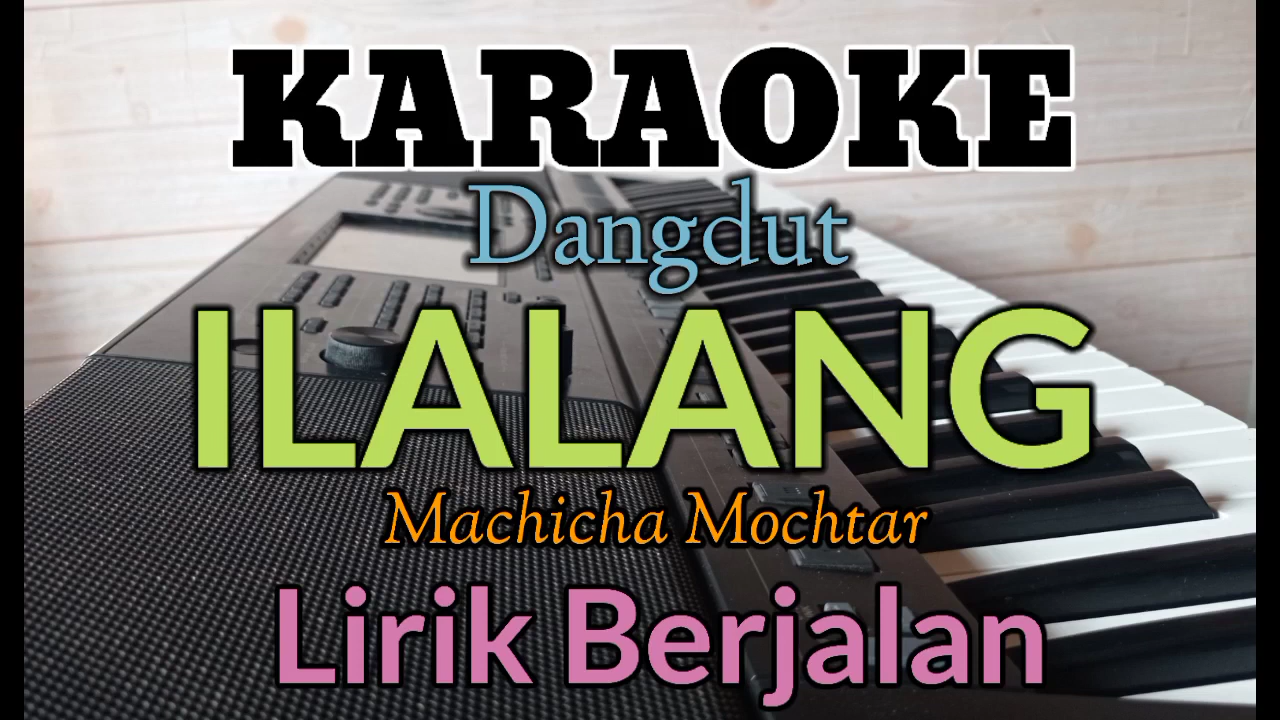 KARAOKE
Dangdut
ILALANG
Machicha Mochtar
Lirik Berjalan